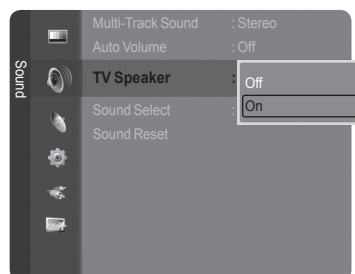 Sound
Multi-Track Sound : Stereo
Auto Volume : Off
TV Speaker : Off
On
Sound Select :
Sound Reset